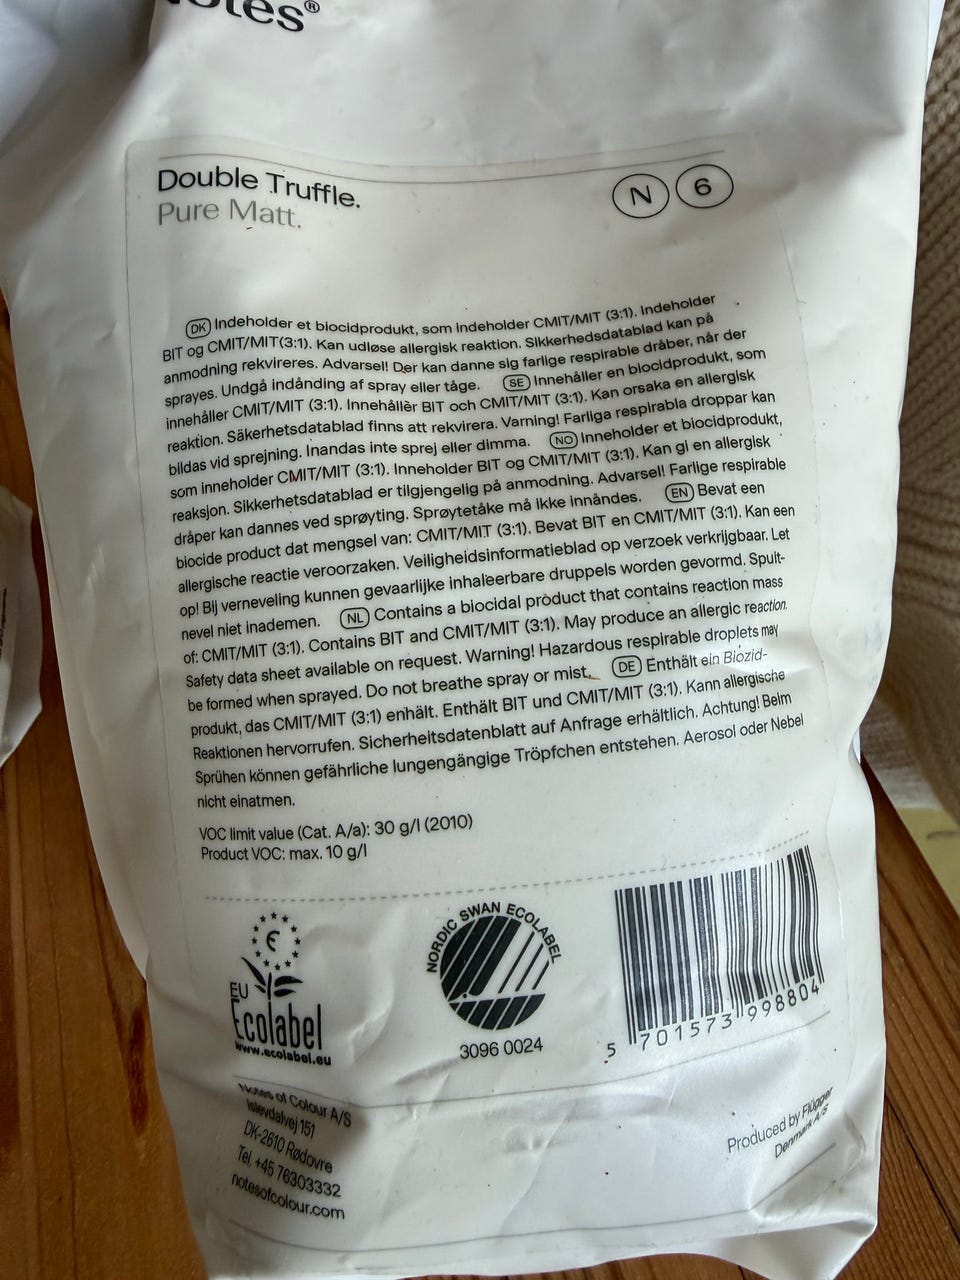 otes®
Double Truffle.
Pure Matt.
N 6
DK Indeholder et biocidprodukt, som indeholder CMIT/MIT (3:1). Indeholder
BIT og CMIT/MIT(3:1). Kan udløse allergisk reaktion. Sikkerhedsdatablad kan på
anmodning rekvireres. Advarsel! Der kan danne sig farlige respirable dråber, når der
sprayes. Undgå indånding af spray eller tåge. SE Innehåller en biocidprodukt, som
innehåller CMIT/MIT (3:1). Innehåller BIT och CMIT/MIT (3:1). Kan orsaka en allergisk
reaktion. Säkerhetsdatablad finns att rekvirera. Varning! Farliga respirabla droppar kan
bildas vid sprejning. Inandas inte sprej eller dimma. NO Inneholder et biocidprodukt,
som inneholder CMIT/MIT (3:1). Inneholder BIT og CMIT/MIT (3:1). Kan gi en allergisk
reaksjon. Sikkerhetsdatablad er tilgjengelig på anmodning. Advarsel! Farlige respirable
dråper kan dannes ved sprøyting. Sprøytetåke må ikke innåndes. EN Bevat een
biocide product dat mengsel van: CMIT/MIT (3:1). Bevat BIT en CMIT/MIT (3:1). Kan een
allergische reactie veroorzaken. Veiligheidsinformatieblad op verzoek verkrijgbaar. Let
op! Bij verneveling kunnen gevaarlijke inhaleerbare druppels worden gevormd. Spuit-
nevel niet inademen. NL Contains a biocidal product that contains reaction mass
of: CMIT/MIT (3:1). Contains BIT and CMIT/MIT (3:1). May produce an allergic reaction.
Safety data sheet available on request. Warning! Hazardous respirable droplets may
be formed when sprayed. Do not breathe spray or mist. DE Enthält ein Biozid-
produkt, das CMIT/MIT (3:1) enhält. Enthält BIT und CMIT/MIT (3:1). Kann allergische
Reaktionen hervorrufen. Sicherheitsdatenblatt auf Anfrage erhältlich. Achtung! Beim
Sprühen können gefährliche lungengängige Tröpfchen entstehen. Aerosol oder Nebel
nicht einatmen.
VOC limit value (Cat. A/a): 30 g/l (2010)
Product VOC: max. 10 g/l
EU
Ecolabel
www.ecolabel.eu
NORDIC SWAN ECOLABEL
3096 0024
5 701573 998804
Notes of Colour A/S
Islevdalvej 151
DK-2610 Rødovre
Tel. +45 76303332
notesofcolour.com
Produced by Flügger
Denmark A/S